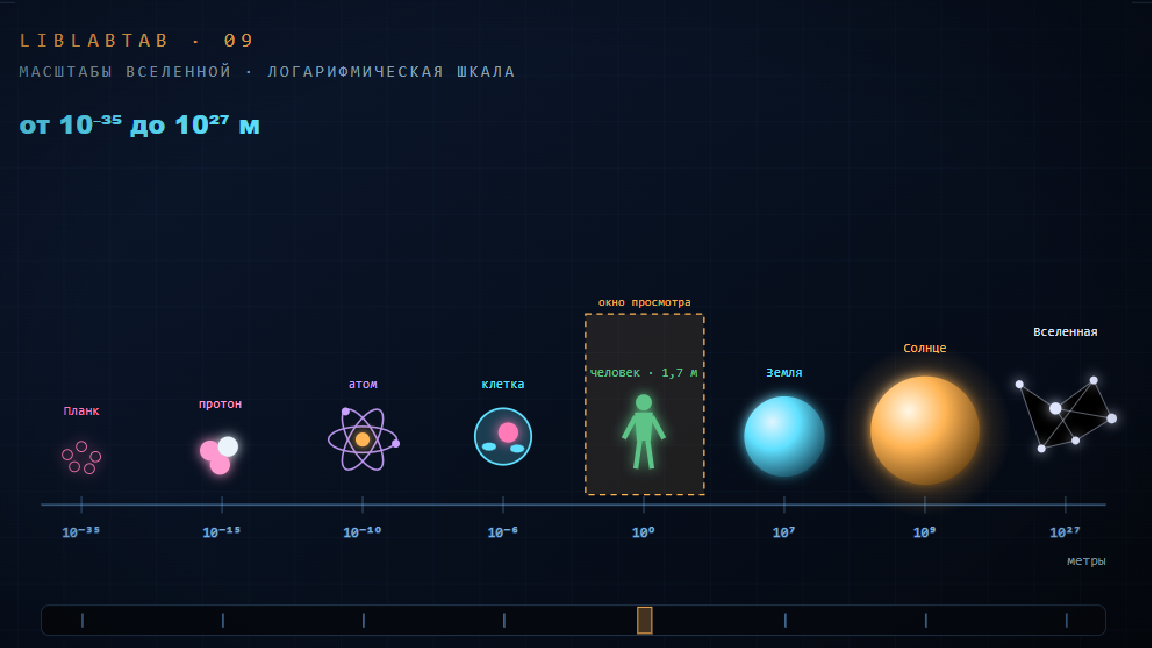 LIBLABTAB · 09
МАСШТАБЫ ВСЕЛЕННОЙ · ЛОГАРИФМИЧЕСКАЯ ШКАЛА
от 10⁻³⁵ до 10²⁷ м
окно просмотра
Вселенная
Солнце
человек · 1,7 м
Земля
атом
клетка
протон
Планк
10⁻³⁵ 10⁻¹⁵ 10⁻¹⁰ 10⁻⁶ 10⁰ 10⁷ 10⁹ 10²⁷
метры